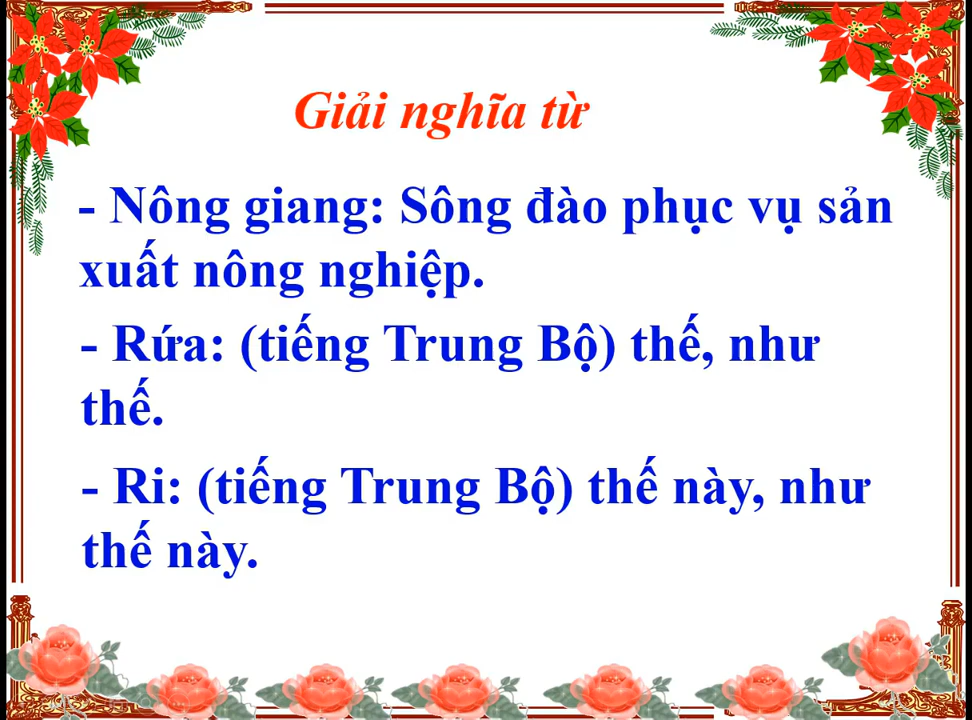 Giải nghĩa từ
- Nông giang: Sông đào phục vụ sản
xuất nông nghiệp.
- Rứa: (tiếng Trung Bộ) thế, như
thế.
- Ri: (tiếng Trung Bộ) thế này, như
thế này.